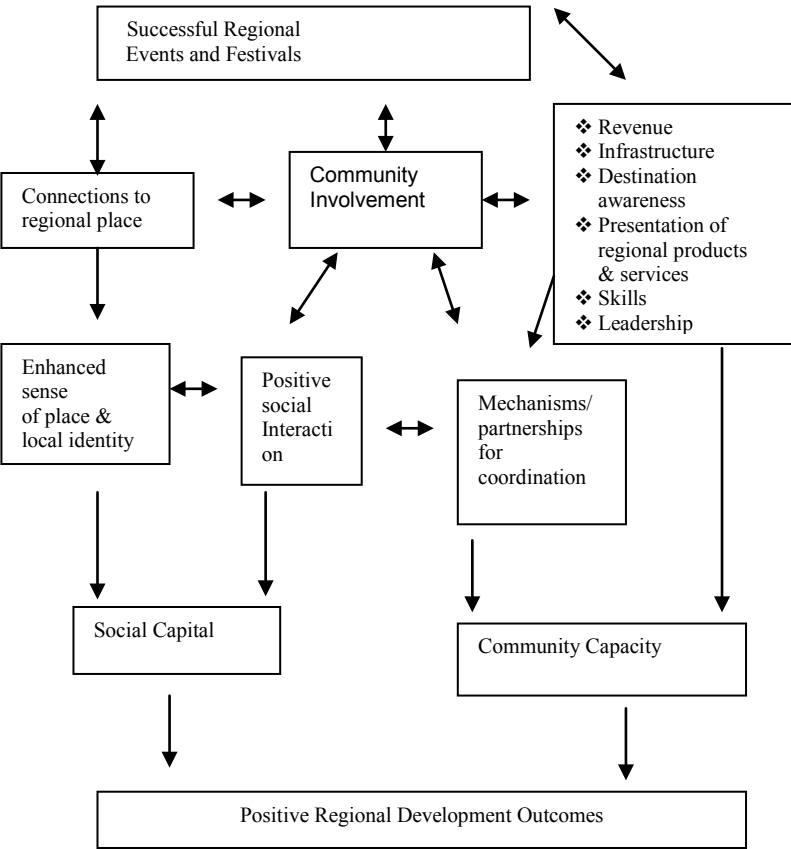 Successful Regional
Events and Festivals
❖ Revenue
❖ Infrastructure
❖ Destination
awareness
❖ Presentation of
regional products
& services
❖ Skills
❖ Leadership
Connections to
regional place
Community
Involvement
Enhanced
sense
of place &
local identity
Positive
social
Interacti
on
Mechanisms/
partnerships
for
coordination
Social Capital
Community Capacity
Positive Regional Development Outcomes